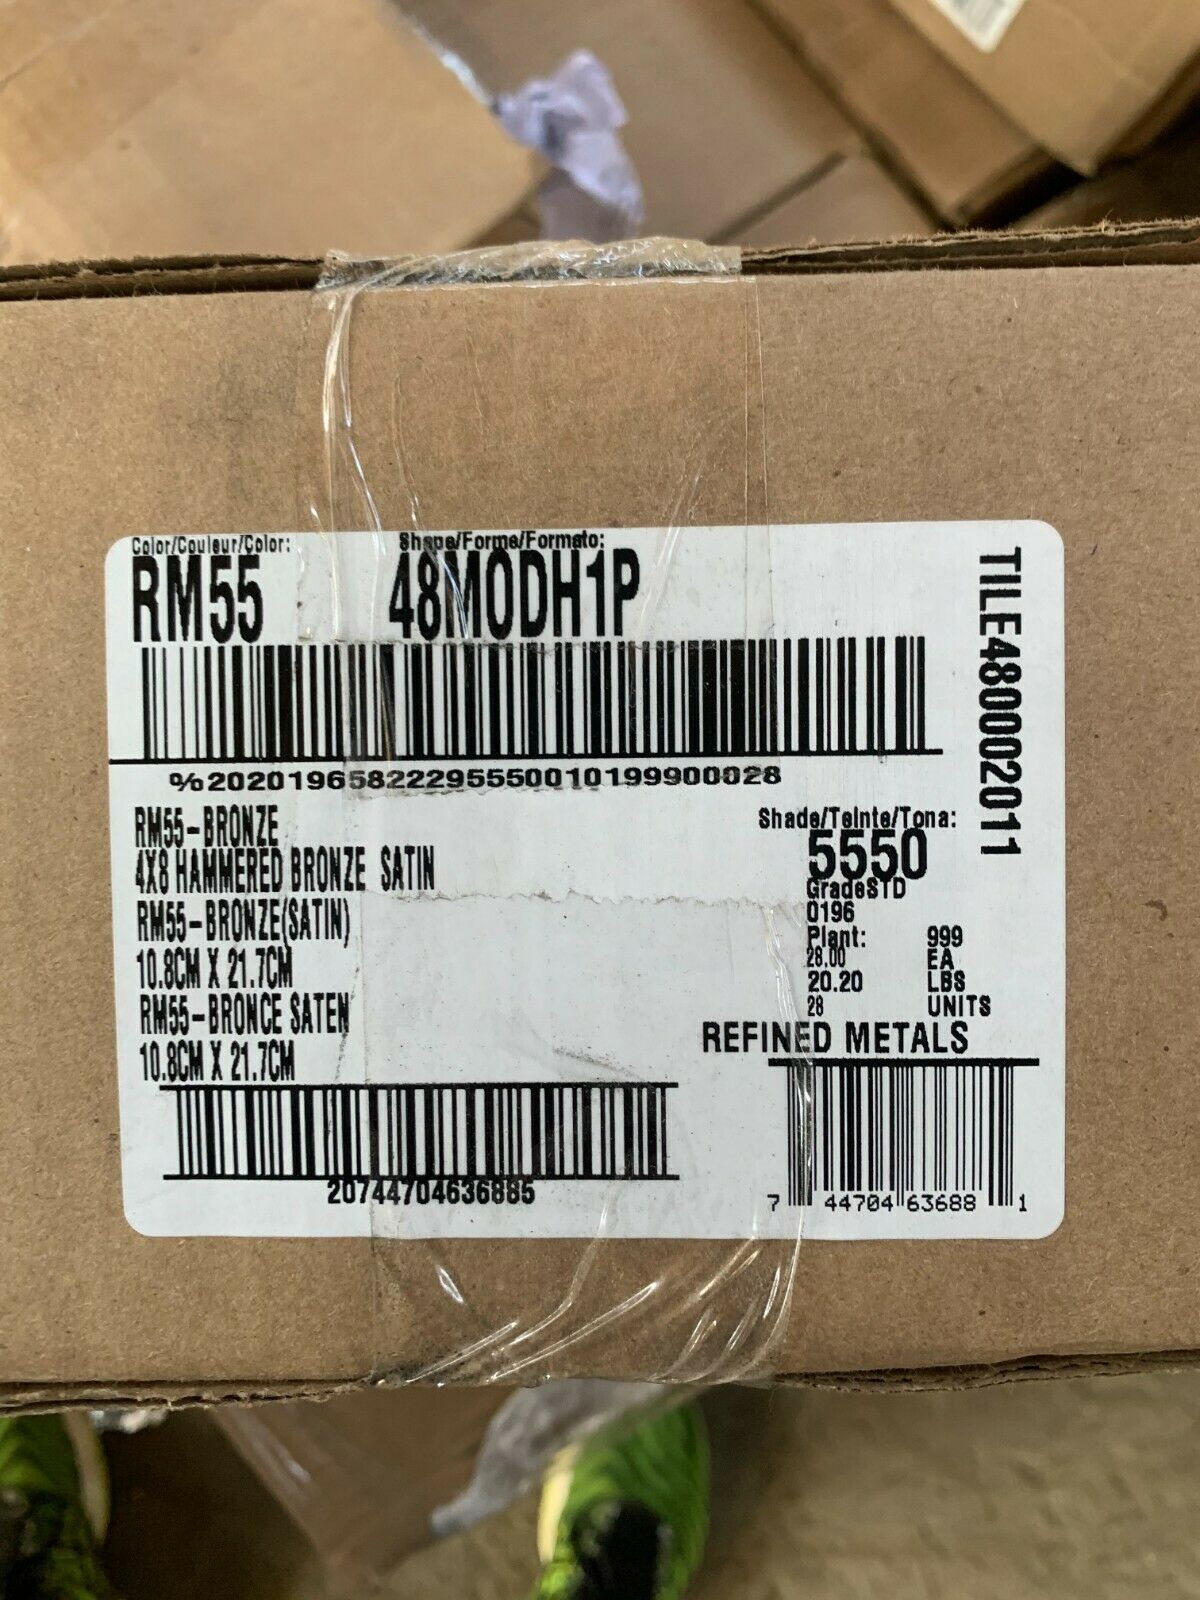 Color/Couleur/Color:
Shape/Forme/Formato:
RM55
48MODH1P
TILE480002011
%20201965822295550010199900028
RM55-BRONZE
4X8 HAMMERED BRONZE SATIN
RM55-BRONZE(SATIN)
10.8CM X 21.7CM
RM55-BRONCE SATEN
10.8CM X 21.7CM
Shade/Teinte/Tona:
5550
GradeSTD
0196
Plant: 999
28.00 EA
20.20 LBS
28 UNITS
REFINED METALS
20744704636885
7 44704 63688 1